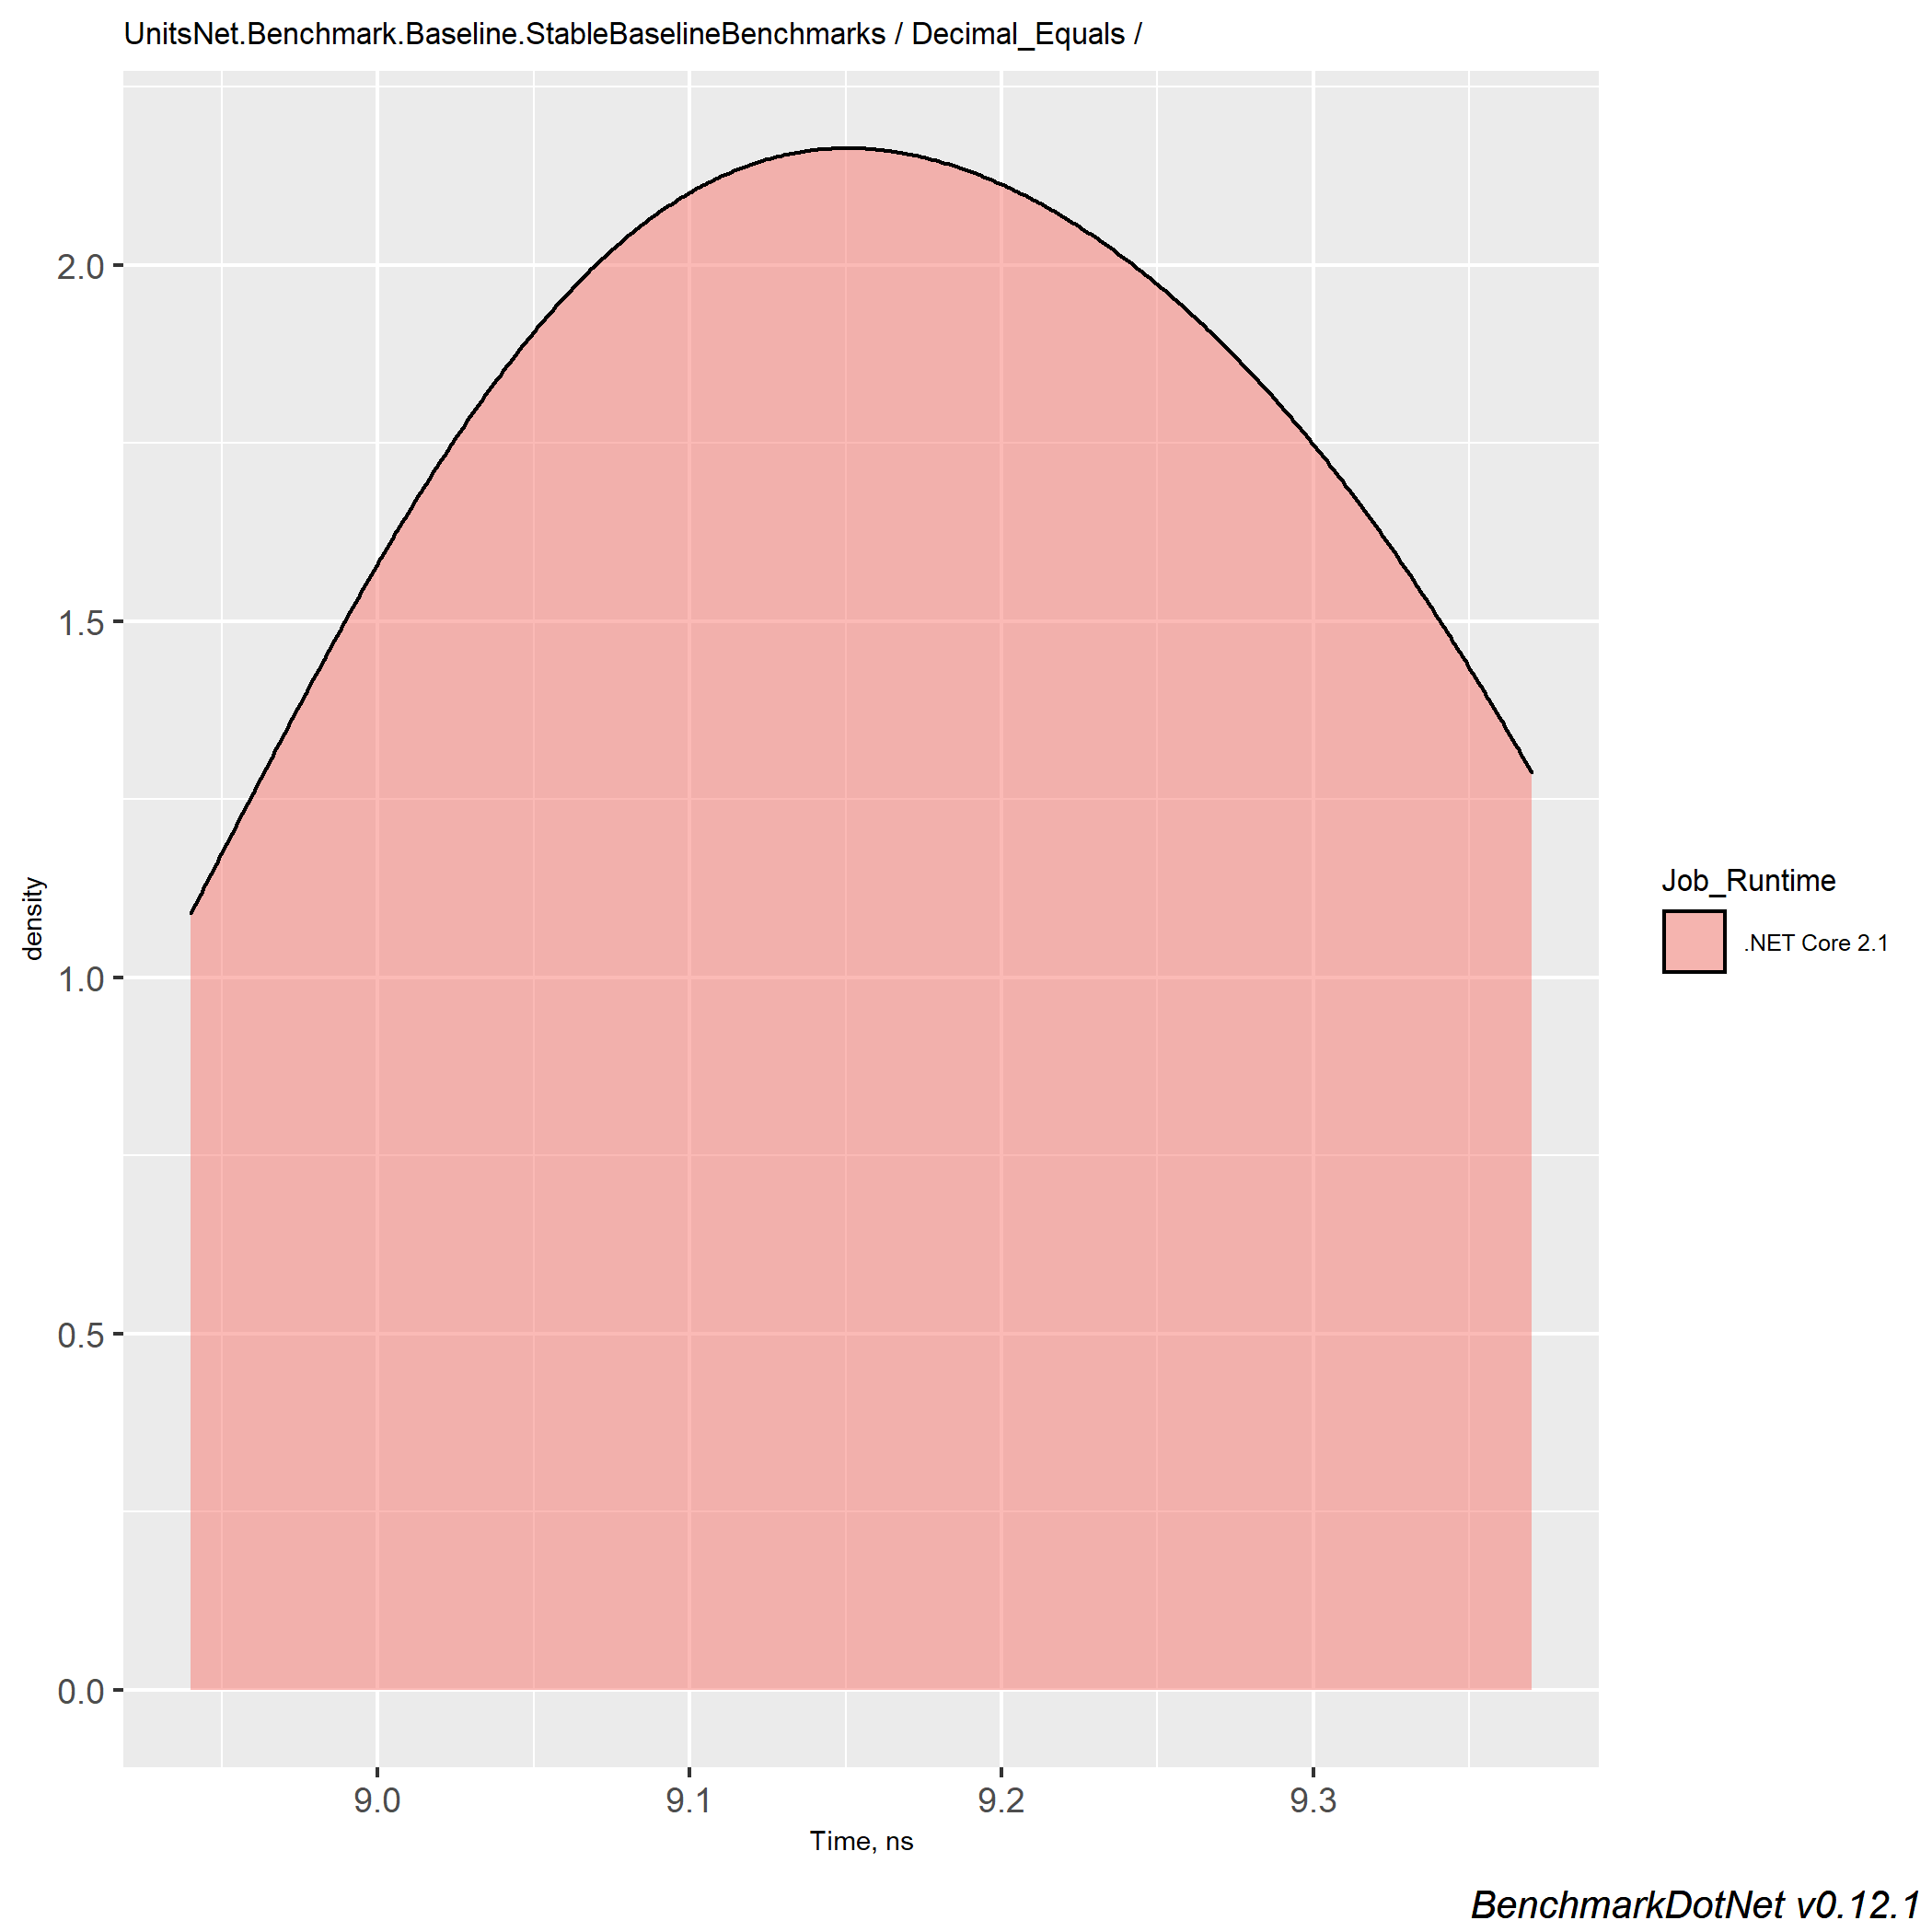 UnitsNet.Benchmark.Baseline.StableBaselineBenchmarks / Decimal_Equals /
density
2.0
1.5
1.0
0.5
0.0
9.0 9.1 9.2 9.3
Time, ns
Job_Runtime
.NET Core 2.1
BenchmarkDotNet v0.12.1